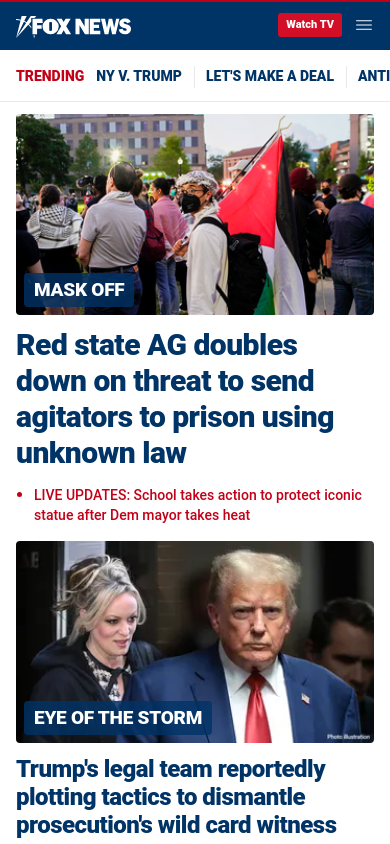 FOX NEWS
Watch TV
TRENDING NY V. TRUMP LET'S MAKE A DEAL ANTI
MASK OFF
Red state AG doubles
down on threat to send
agitators to prison using
unknown law
• LIVE UPDATES: School takes action to protect iconic
statue after Dem mayor takes heat
EYE OF THE STORM
Photo illustration
Trump's legal team reportedly
plotting tactics to dismantle
prosecution's wild card witness